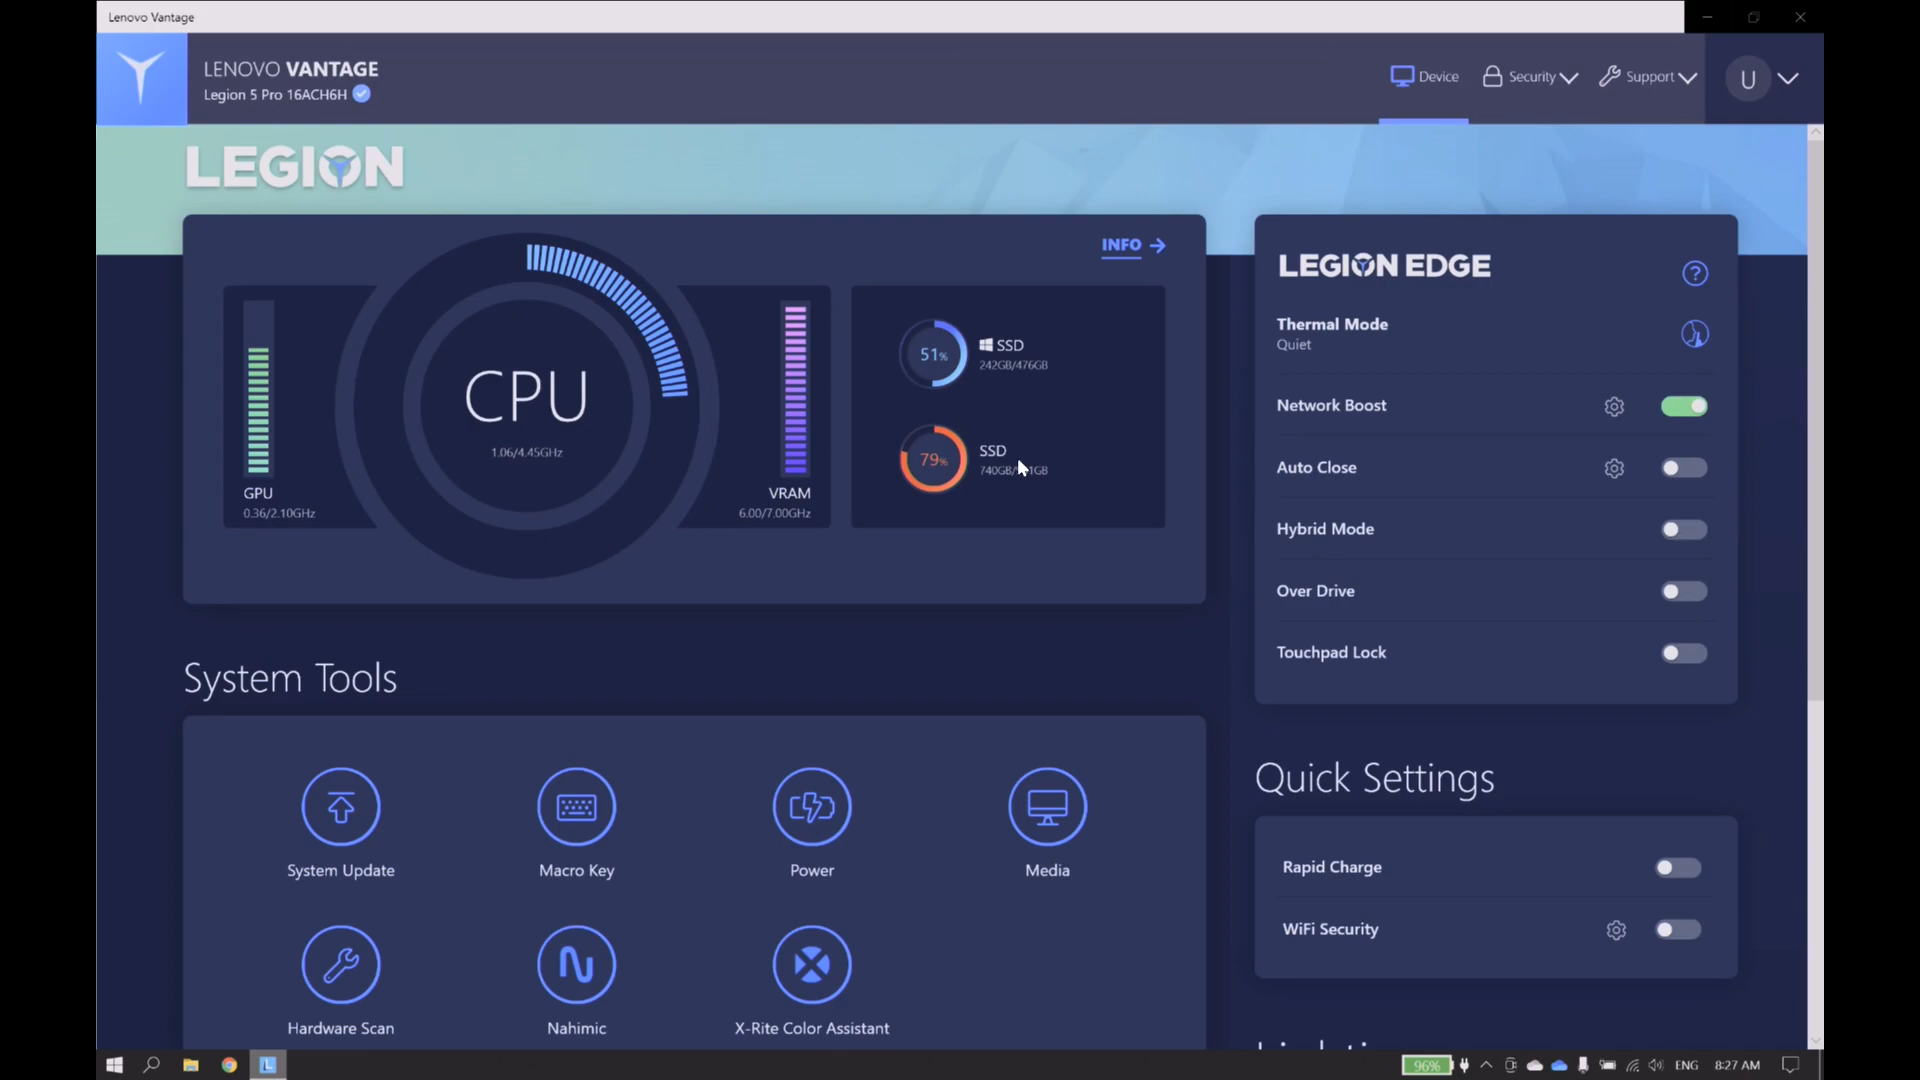 Lenovo Vantage
LENOVO VANTAGE
Legion 5 Pro 16ACH6H
Device
Security
Support
U
LEGION
INFO
CPU
1.06/4.45GHz
GPU
0.36/2.10GHz
VRAM
6.00/7.00GHz
51%
SSD
242GB/476GB
79%
SSD
LEGION EDGE
?
Thermal Mode
Quiet
Network Boost
Auto Close
Hybrid Mode
Over Drive
Touchpad Lock
System Tools
System Update
Macro Key
Power
Media
Hardware Scan
Nahimic
X-Rite Color Assistant
Quick Settings
Rapid Charge
WiFi Security
L
96%
ENG
8:27 AM